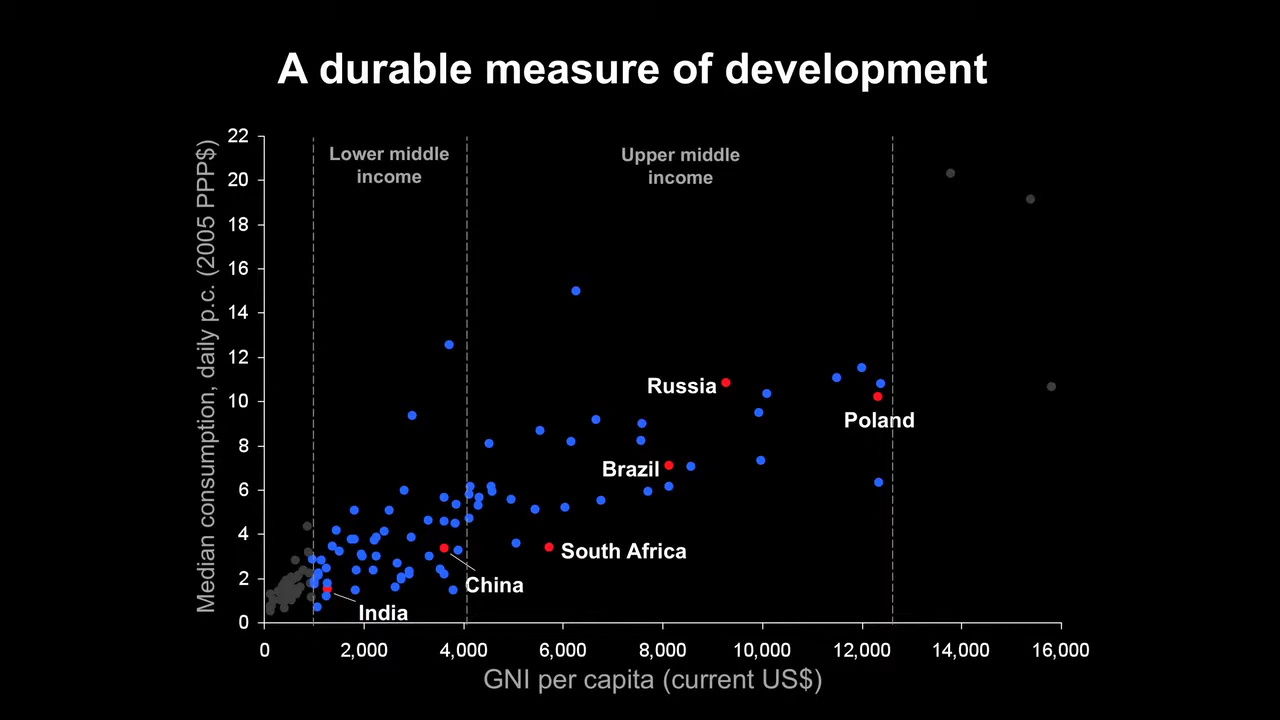 A durable measure of development
Median consumption, daily p.c. (2005 PPP$)
22
20
18
16
14
12
10
8
6
4
2
0
Lower middle
income
Upper middle
income
Russia
Poland
Brazil
South Africa
China
India
0
2,000
4,000
6,000
8,000
10,000
12,000
14,000
16,000
GNI per capita (current US$)